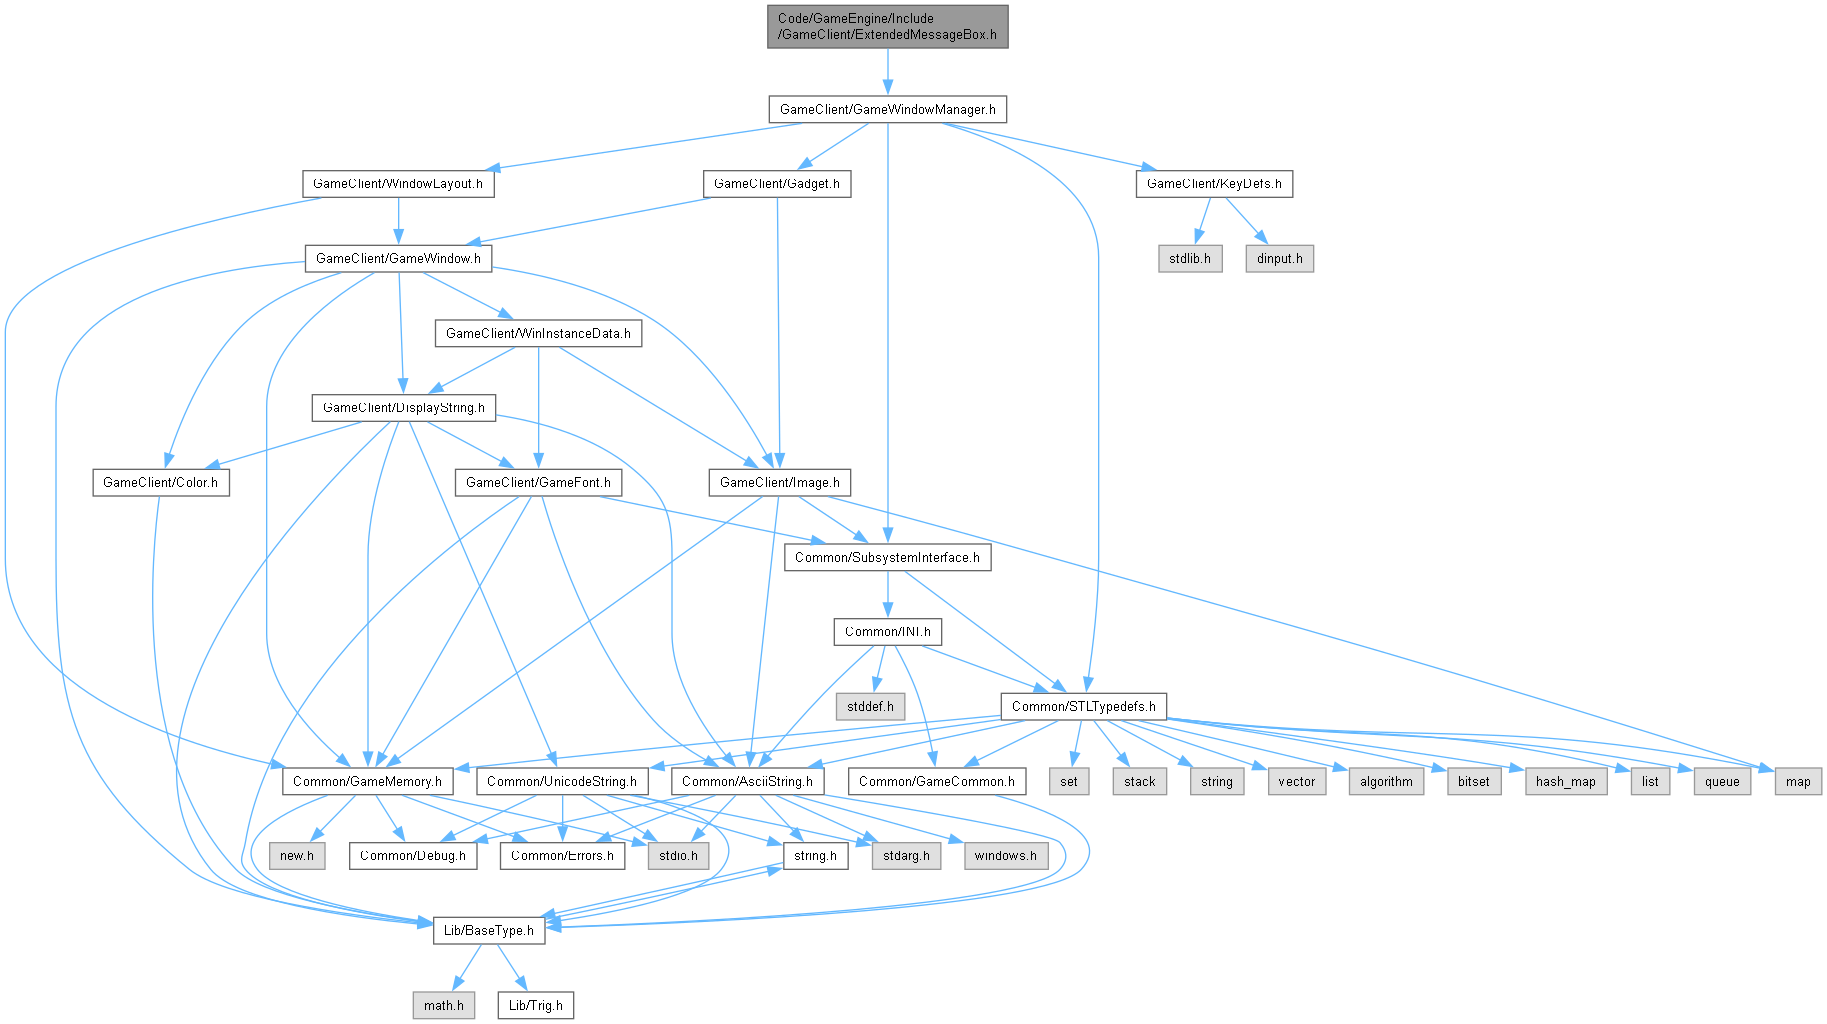 Code/GameEngine/Include
/GameClient/ExtendedMessageBox.h
GameClient/GameWindowManager.h
GameClient/WindowLayout.h
GameClient/Gadget.h
GameClient/KeyDefs.h
GameClient/GameWindow.h
stdlib.h
dinput.h
GameClient/WinInstanceData.h
GameClient/DisplayString.h
GameClient/Color.h
GameClient/GameFont.h
GameClient/Image.h
Common/SubsystemInterface.h
Common/INI.h
stddef.h
Common/STLTypedefs.h
Common/GameMemory.h
Common/UnicodeString.h
Common/AsciiString.h
Common/GameCommon.h
set
stack
string
vector
algorithm
bitset
hash_map
list
queue
map
new.h
Common/Debug.h
Common/Errors.h
stdio.h
string.h
stdarg.h
windows.h
Lib/BaseType.h
math.h
Lib/Trig.h